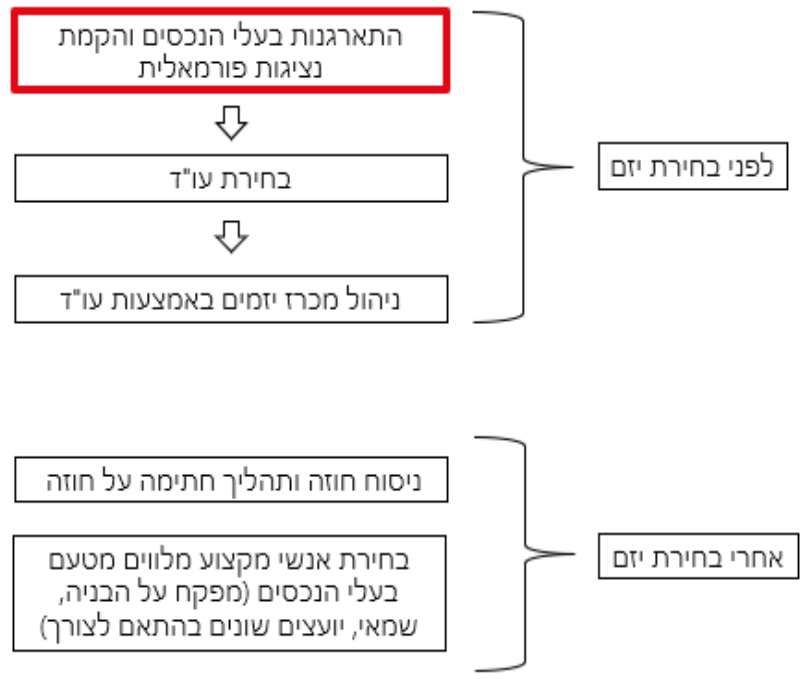 התארגנות בעלי הנכסים והקמת
נציגות פורמאלית
בחירת עו"ד
ניהול מכרז יזמים באמצעות עו"ד
לפני בחירת יזם
ניסוח חוזה ותהליך חתימה על חוזה
בחירת אנשי מקצוע מלווים מטעם
בעלי הנכסים (מפקח על הבניה,
שמאי, יועצים שונים בהתאם לצורך)
אחרי בחירת יזם